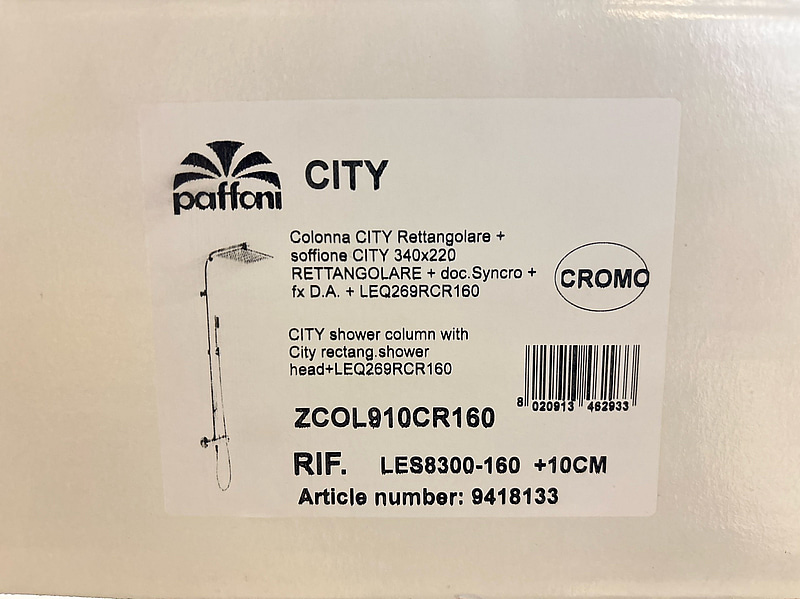 paffoni
CITY
Colonna CITY Rettangolare +
soffione CITY 340x220
RETTANGOLARE + doc.Syncro +
fx D.A. + LEQ269RCR160
CROMO
CITY shower column with
City rectang.shower
head+LEQ269RCR160
8 020913 462933
ZCOL910CR160
RIF. LES8300-160 +10CM
Article number: 9418133